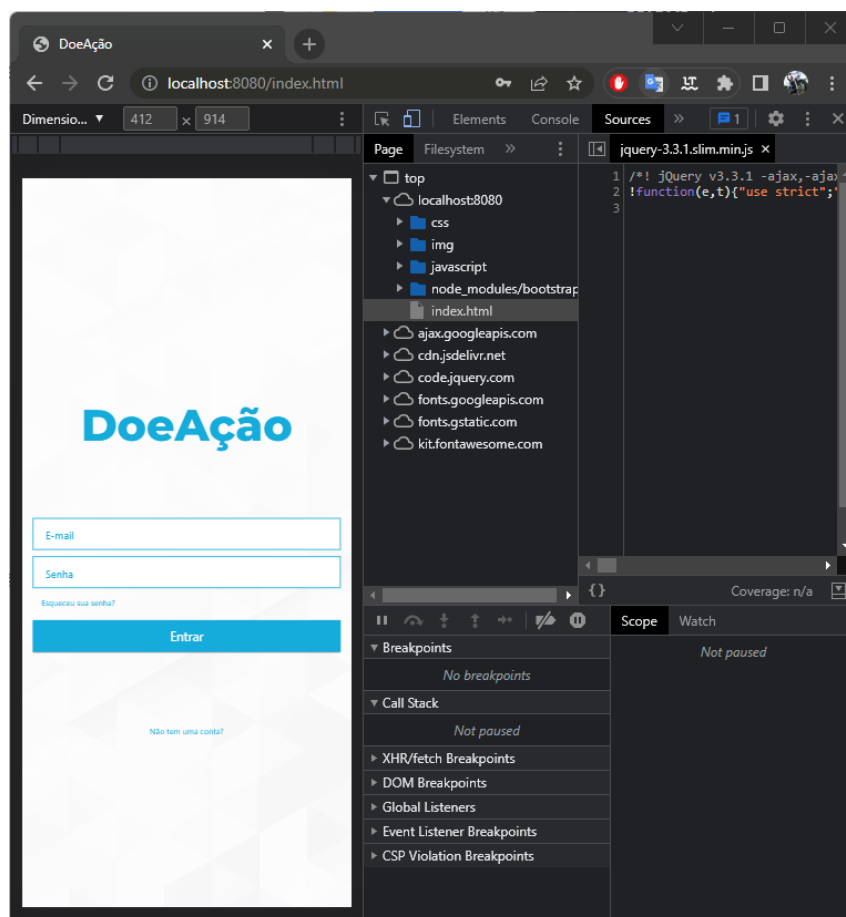 DoeAção
localhost:8080/index.html
Dimensio... 412 × 914
Elements Console Sources » 1
Page Filesystem »
jquery-3.3.1.slim.min.js ×
top
localhost:8080
css
img
javascript
node_modules/bootstrap
index.html
ajax.googleapis.com
cdn.jsdelivr.net
code.jquery.com
fonts.googleapis.com
fonts.gstatic.com
kit.fontawesome.com
1 /*! jQuery v3.3.1 -ajax,-ajax
2 !function(e,t){"use strict";"
3
{} Coverage: n/a
DoeAção
E-mail
Senha
Esqueceu sua senha?
Entrar
Não tem uma conta?
Breakpoints
No breakpoints
Call Stack
Not paused
XHR/fetch Breakpoints
DOM Breakpoints
Global Listeners
Event Listener Breakpoints
CSP Violation Breakpoints
Scope Watch
Not paused